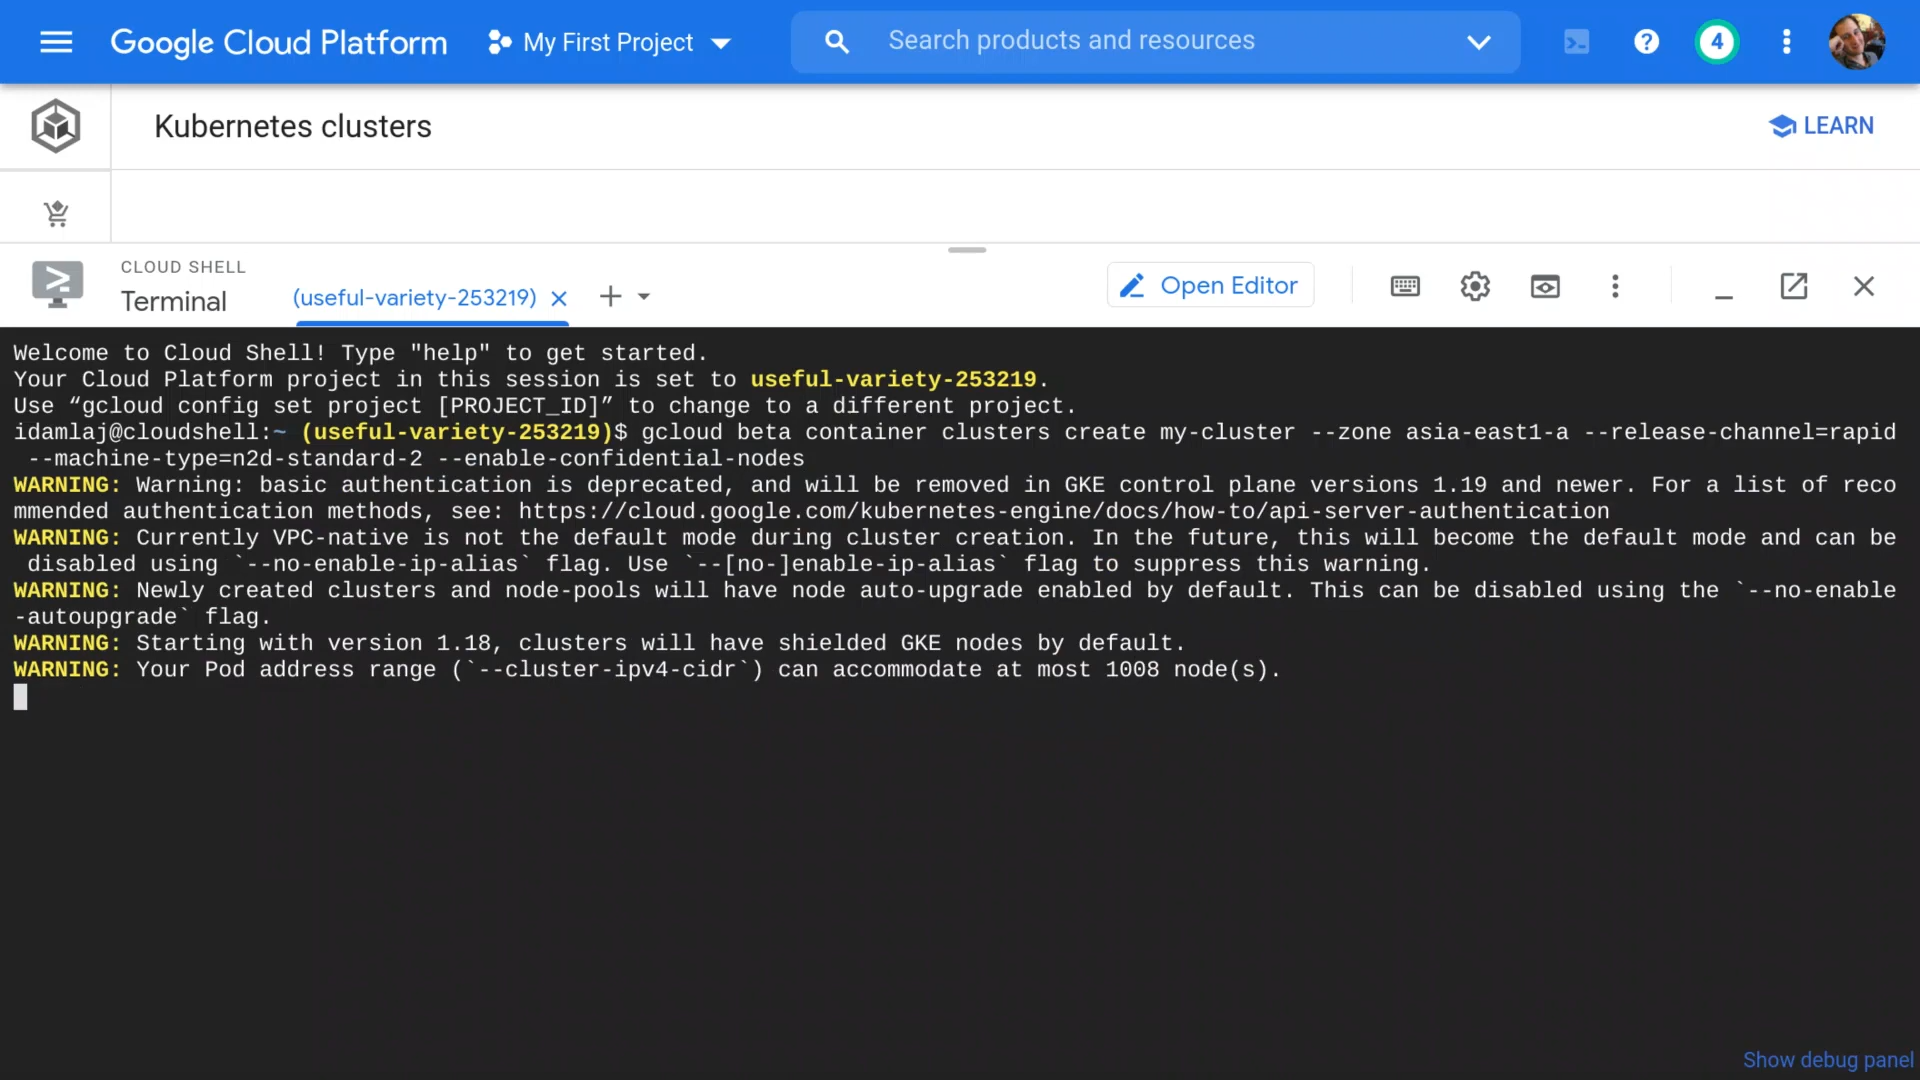 Google Cloud Platform My First Project Search products and resources 4
Kubernetes clusters LEARN
CLOUD SHELL
Terminal (useful-variety-253219) Open Editor
Welcome to Cloud Shell! Type "help" to get started.
Your Cloud Platform project in this session is set to useful-variety-253219.
Use “gcloud config set project [PROJECT_ID]” to change to a different project.
idamlaj@cloudshell:~ (useful-variety-253219)$ gcloud beta container clusters create my-cluster --zone asia-east1-a --release-channel=rapid
--machine-type=n2d-standard-2 --enable-confidential-nodes
WARNING: Warning: basic authentication is deprecated, and will be removed in GKE control plane versions 1.19 and newer. For a list of reco
mmended authentication methods, see: https://cloud.google.com/kubernetes-engine/docs/how-to/api-server-authentication
WARNING: Currently VPC-native is not the default mode during cluster creation. In the future, this will become the default mode and can be
disabled using `--no-enable-ip-alias` flag. Use `--[no-]enable-ip-alias` flag to suppress this warning.
WARNING: Newly created clusters and node-pools will have node auto-upgrade enabled by default. This can be disabled using the `--no-enable
-autoupgrade` flag.
WARNING: Starting with version 1.18, clusters will have shielded GKE nodes by default.
WARNING: Your Pod address range (`--cluster-ipv4-cidr`) can accommodate at most 1008 node(s).
Show debug panel